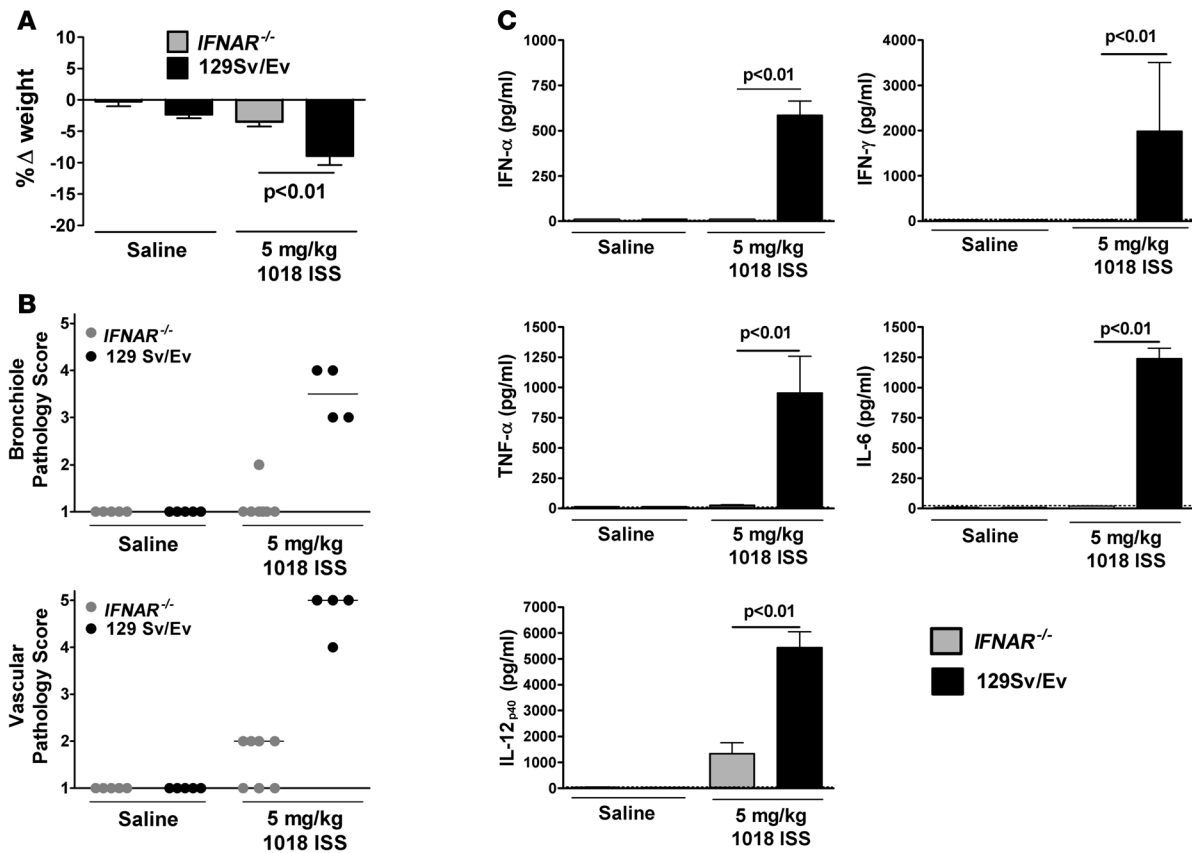 A
% Δ weight
10
5
0
-5
-10
-15
-20
IFNAR-/-
129Sv/Ev
p<0.01
Saline
5 mg/kg
1018 ISS
B
Bronchiole
Pathology Score
5
4
3
2
1
IFNAR-/-
129 Sv/Ev
Saline
5 mg/kg
1018 ISS
Vascular
Pathology Score
5
4
3
2
1
IFNAR-/-
129 Sv/Ev
Saline
5 mg/kg
1018 ISS
C
IFN-α (pg/ml)
1000
750
500
250
0
p<0.01
Saline
5 mg/kg
1018 ISS
IFN-γ (pg/ml)
4000
3000
2000
1000
0
p<0.01
Saline
5 mg/kg
1018 ISS
TNF-α (pg/ml)
1500
1250
1000
750
500
250
0
p<0.01
Saline
5 mg/kg
1018 ISS
IL-6 (pg/ml)
1500
1250
1000
750
500
250
0
p<0.01
Saline
5 mg/kg
1018 ISS
IL-12p40 (pg/ml)
7000
6000
5000
4000
3000
2000
1000
0
p<0.01
Saline
5 mg/kg
1018 ISS
IFNAR-/-
129Sv/Ev